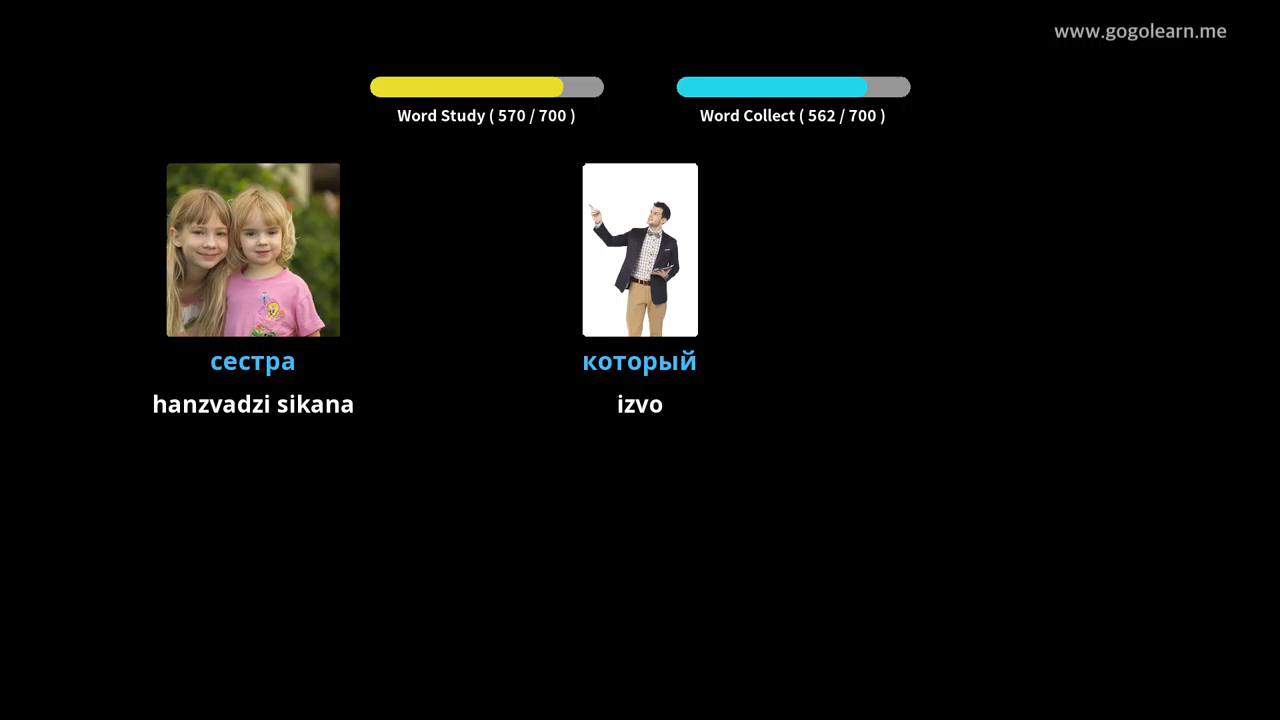 www.gogolearn.me
Word Study ( 570 / 700 )
Word Collect ( 562 / 700 )
сестра
hanzvadzi sikana
который
izvo